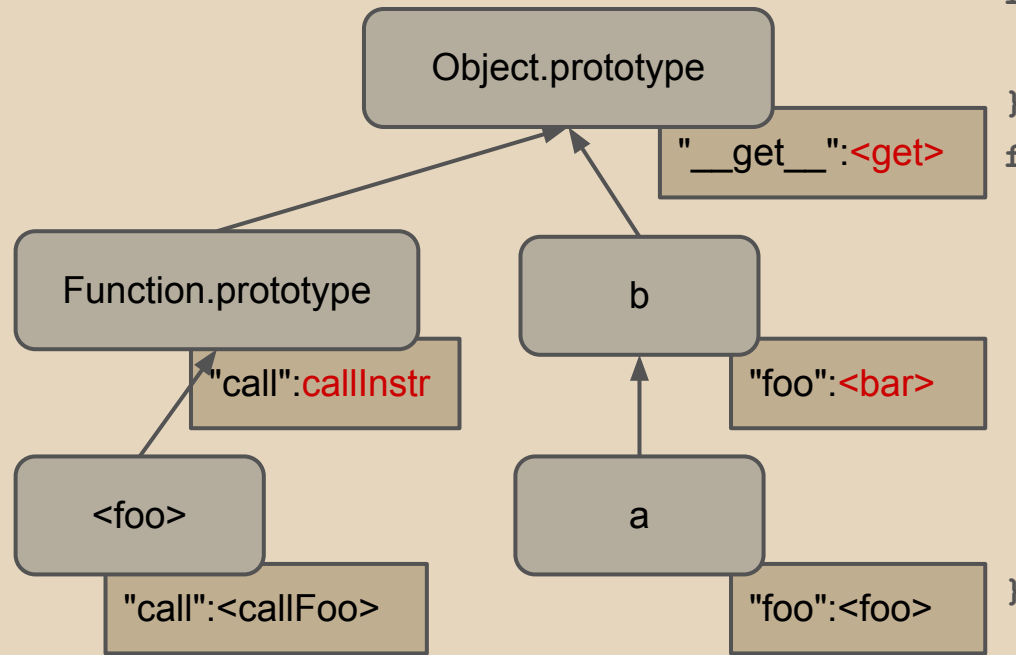 Object.prototype
"__get__":<get>
}
f
Function.prototype
b
"call":callInstr
"foo":<bar>
<foo>
a
"call":<callFoo>
"foo":<foo>
}